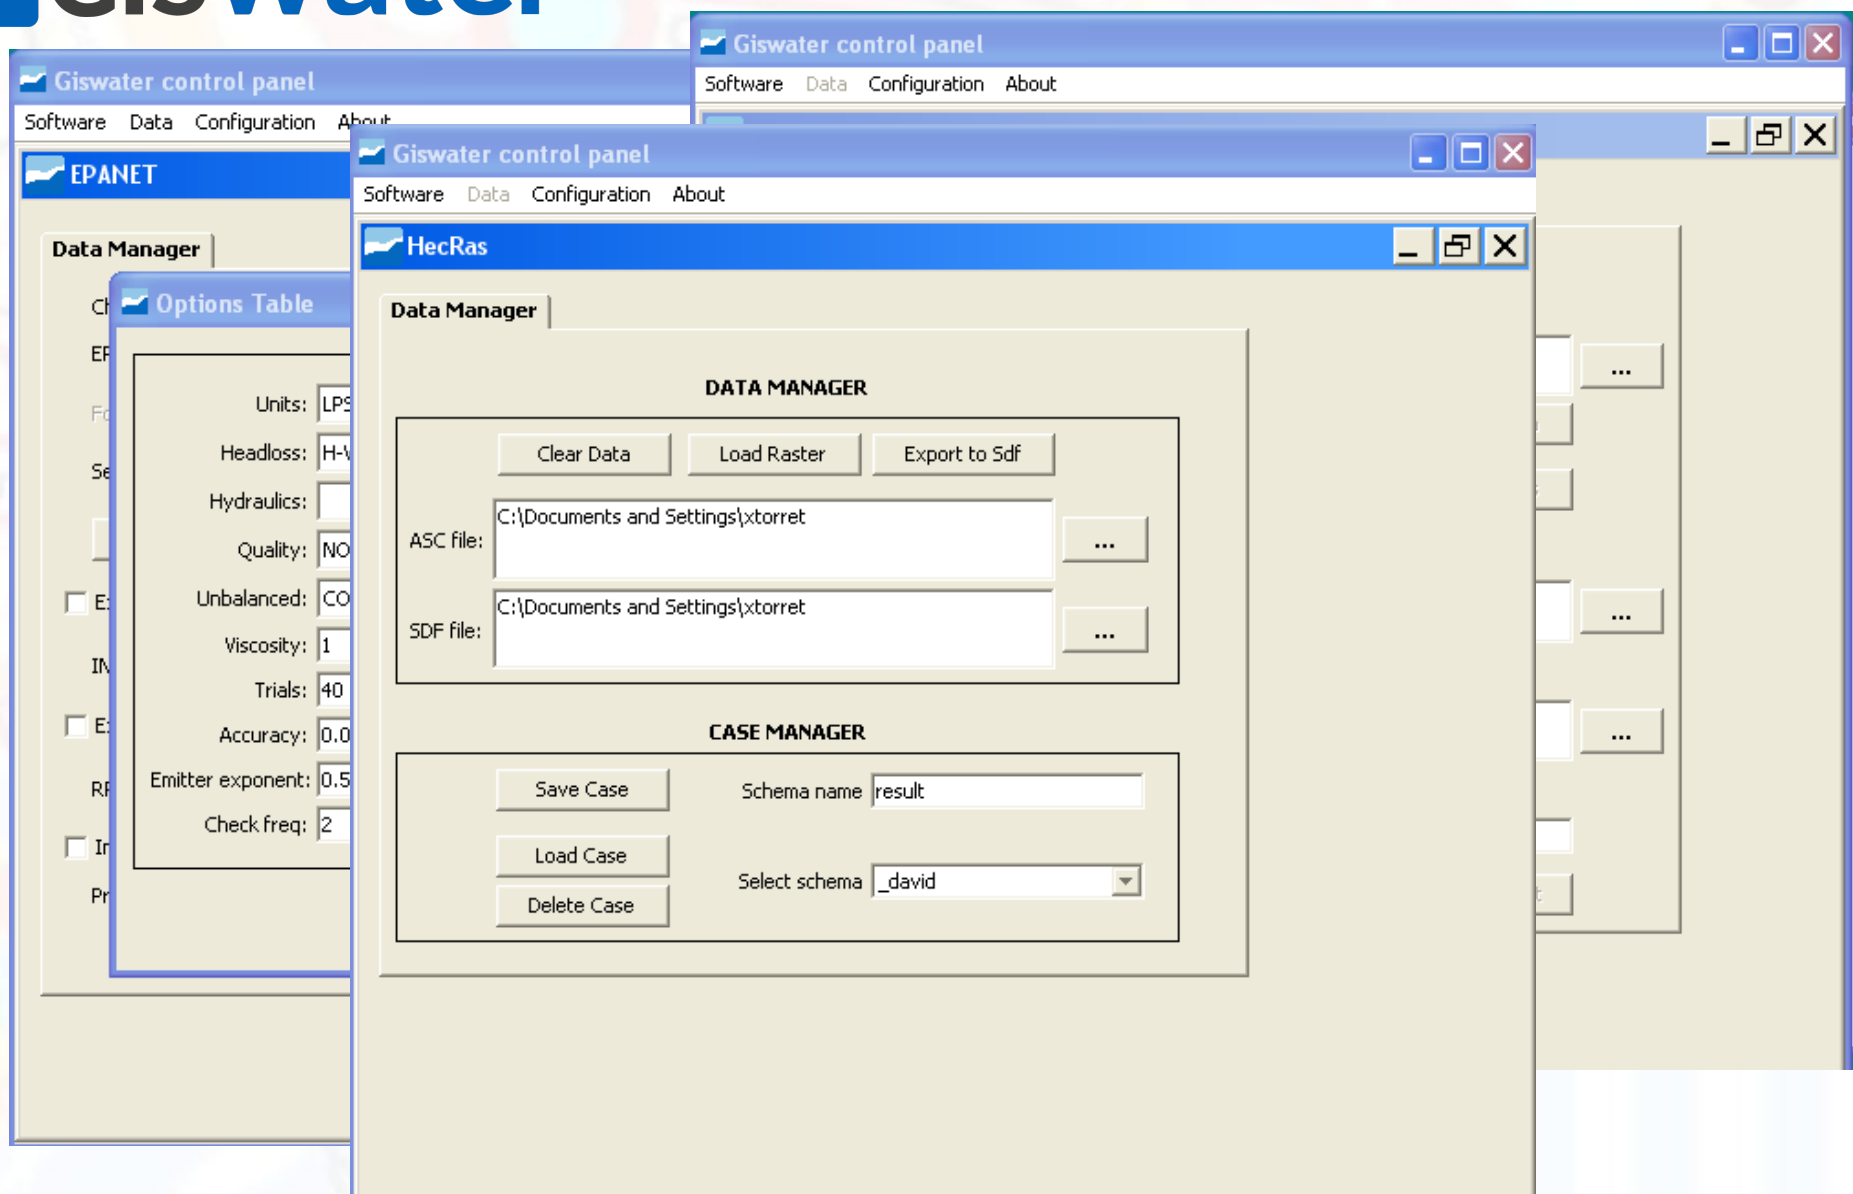 Giswater
Giswater control panel
Software Data Configuration About
Giswater control panel
Software Data Configuration
EPANET
Data Manager
Options Table
Units:
Headloss:
Hydraulics:
Quality:
Unbalanced:
Viscosity: 1
Trials: 40
Accuracy:
Emitter exponent: 0.5
Check freq: 2
Giswater control panel
Software Data Configuration About
HecRas
Data Manager
DATA MANAGER
Clear Data Load Raster Export to Sdf
ASC file: C:\Documents and Settings\xtorret ...
SDF file: C:\Documents and Settings\xtorret ...
CASE MANAGER
Save Case Schema name result
Load Case
Select schema _david
Delete Case
...
...
...